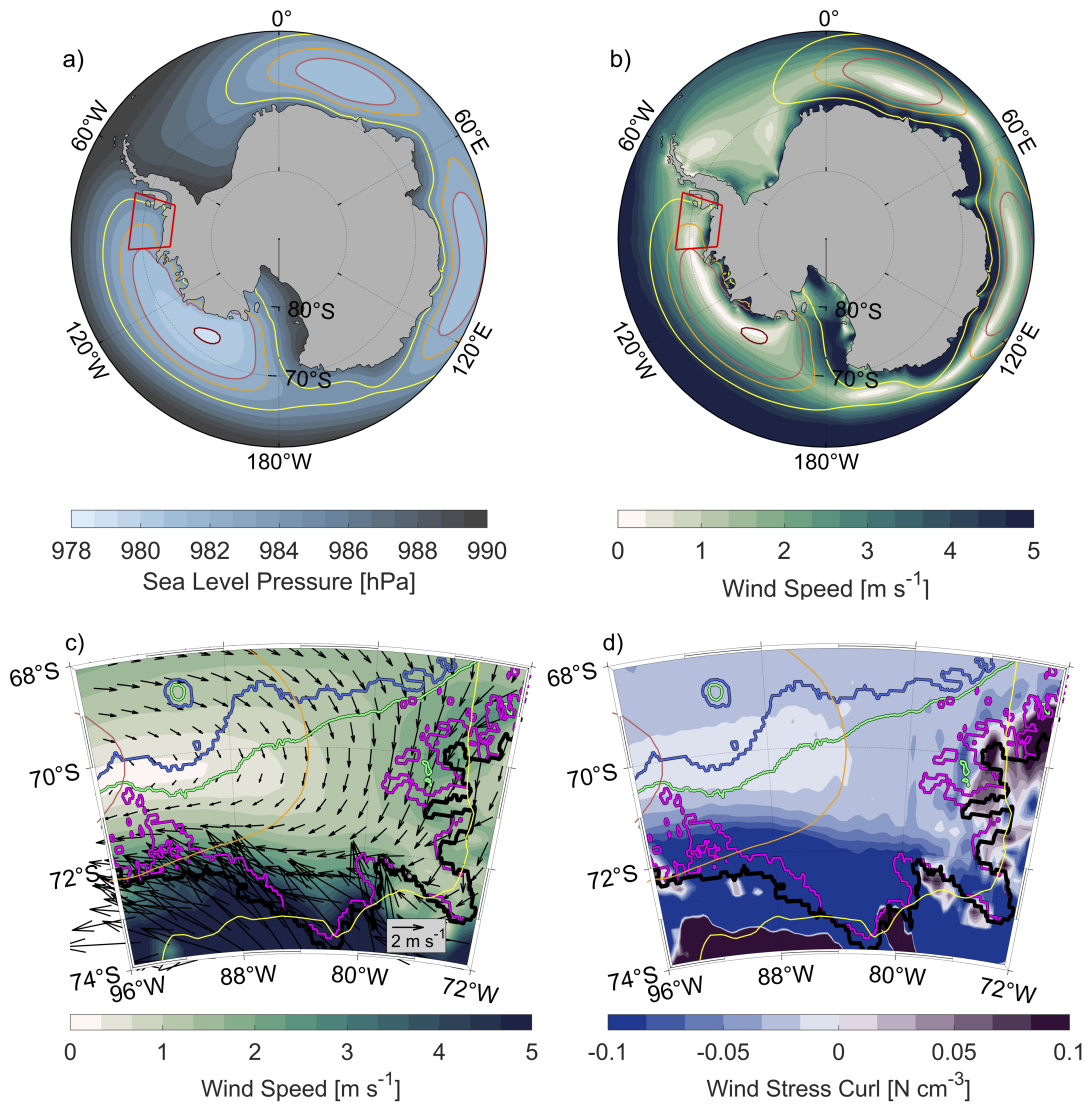 a)
0°
60°W
60°E
80°S
70°S
120°W
120°E
180°W
978 980 982 984 986 988 990
Sea Level Pressure [hPa]
b)
0°
60°W
60°E
80°S
70°S
120°W
120°E
180°W
0 1 2 3 4 5
Wind Speed [m s⁻¹]
c)
68°S
70°S
72°S
74°S
96°W
88°W
80°W
72°W
2 m s⁻¹
0 1 2 3 4 5
Wind Speed [m s⁻¹]
d)
68°S
70°S
72°S
74°S
96°W
88°W
80°W
72°W
-0.1 -0.05 0 0.05 0.1
Wind Stress Curl [N cm⁻³]